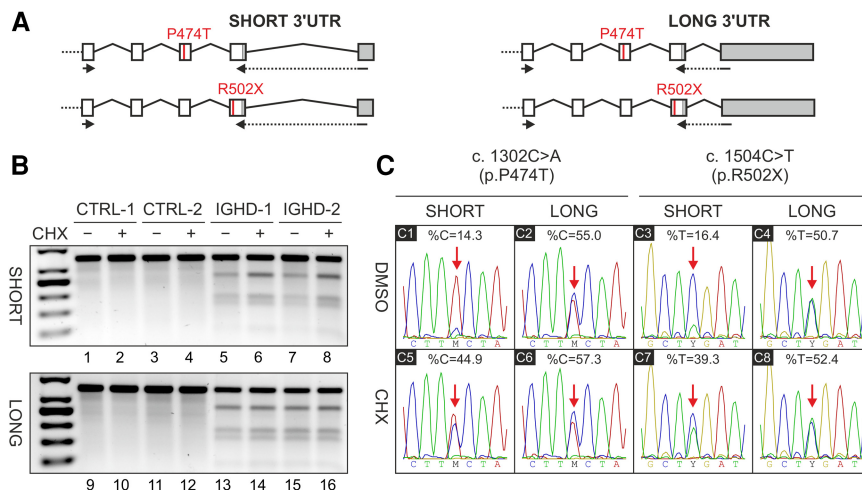 A
SHORT 3'UTR
LONG 3'UTR
P474T
P474T
R502X
R502X
B
CTRL-1 CTRL-2 IGHD-1 IGHD-2
CHX − + − + − + − +
SHORT
1 2 3 4 5 6 7 8
LONG
9 10 11 12 13 14 15 16
C
c. 1302C>A
(p.P474T)
c. 1504C>T
(p.R502X)
SHORT LONG SHORT LONG
DMSO
C1 %C=14.3
C2 %C=55.0
C3 %T=16.4
C4 %T=50.7
C T T M C T A
C T T M C T A
G C T Y G A T
G C T Y G A T
CHX
C5 %C=44.9
C6 %C=57.3
C7 %T=39.3
C8 %T=52.4
C T T M C T A
C T T M C T A
G C T Y G A T
G C T Y G A T